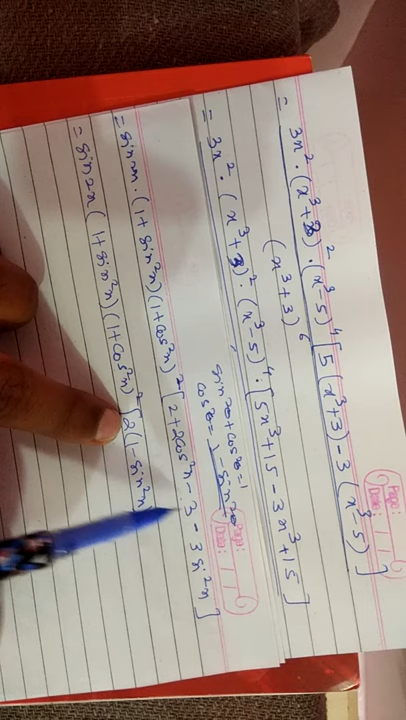 Page:
Date:
= 3x². (x³+3)². (x³-5)⁴[5(x³+3) - 3(x³-5)]
(x³+3)⁶
= 3x² . (x³+3)². (x³-5)⁴. [5x³+15 - 3x³+15]
Page:
Date:
sin²θ+cos²θ=1
cos²θ = 1 - sin²θ
= sin2x . (1+sin²x)(1+cos²x)² [2+2cos²x - 3 - 3sin²x]
= sin2x (1+sin²x)(1+cos²x)² [2(1-sin²x